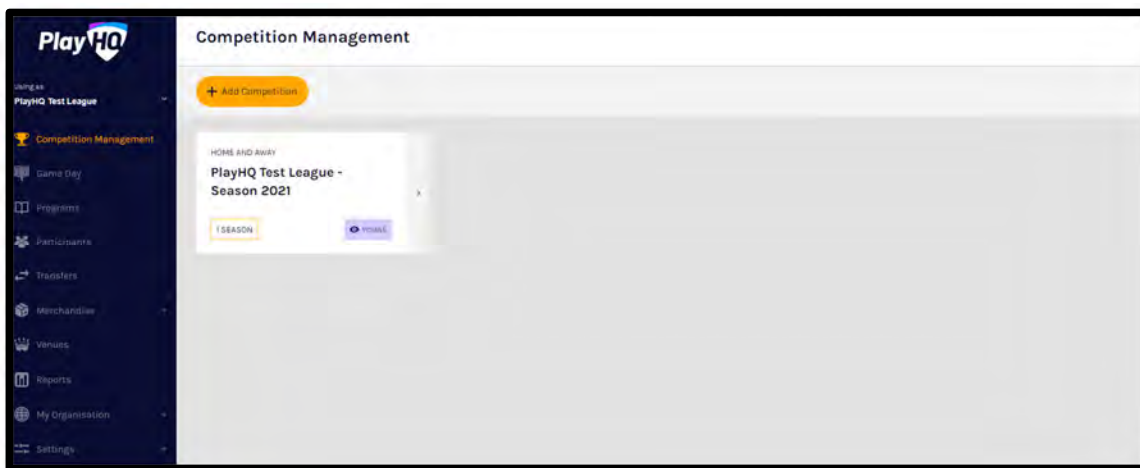 PlayHQ
Using as
PlayHQ Test League
Competition Management
Game Day
Programs
Participants
Transfers
Merchandise
Venues
Reports
My Organisation
Settings
Competition Management
+ Add Competition
HOME AND AWAY
PlayHQ Test League -
Season 2021
1 SEASON